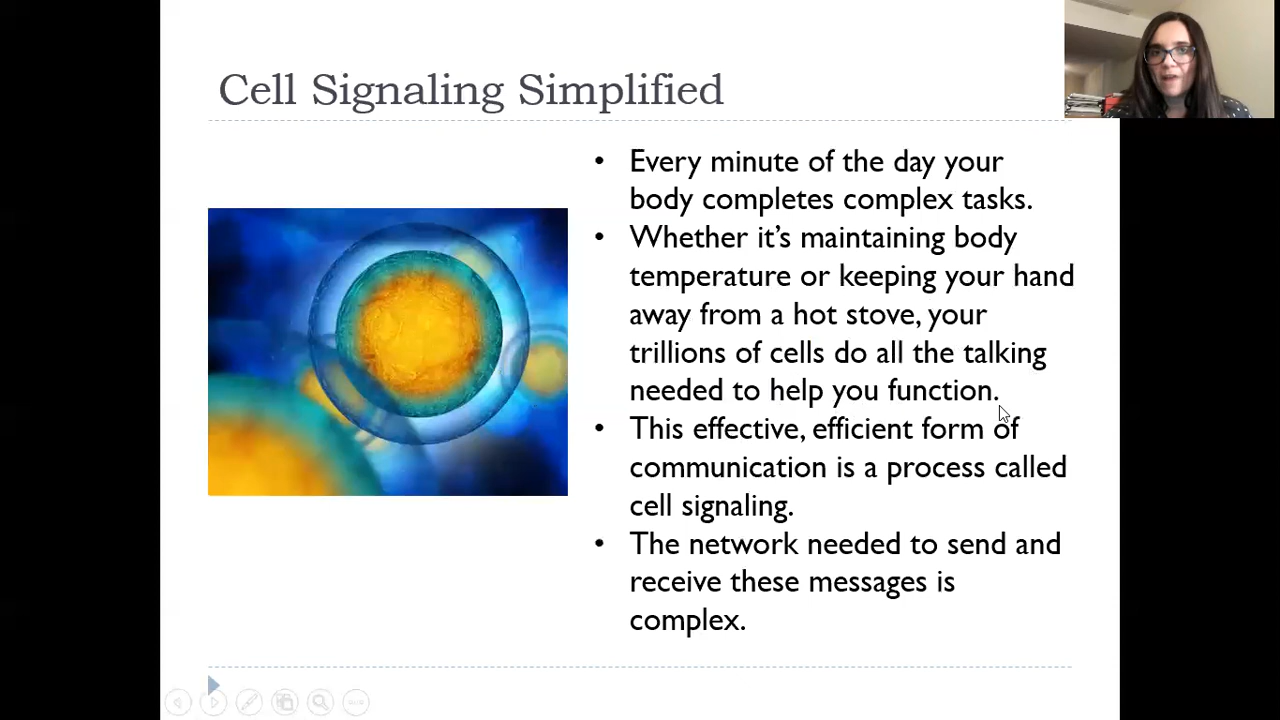 Cell Signaling Simplified
• Every minute of the day your
body completes complex tasks.
• Whether it’s maintaining body
temperature or keeping your hand
away from a hot stove, your
trillions of cells do all the talking
needed to help you function.
• This effective, efficient form of
communication is a process called
cell signaling.
• The network needed to send and
receive these messages is
complex.